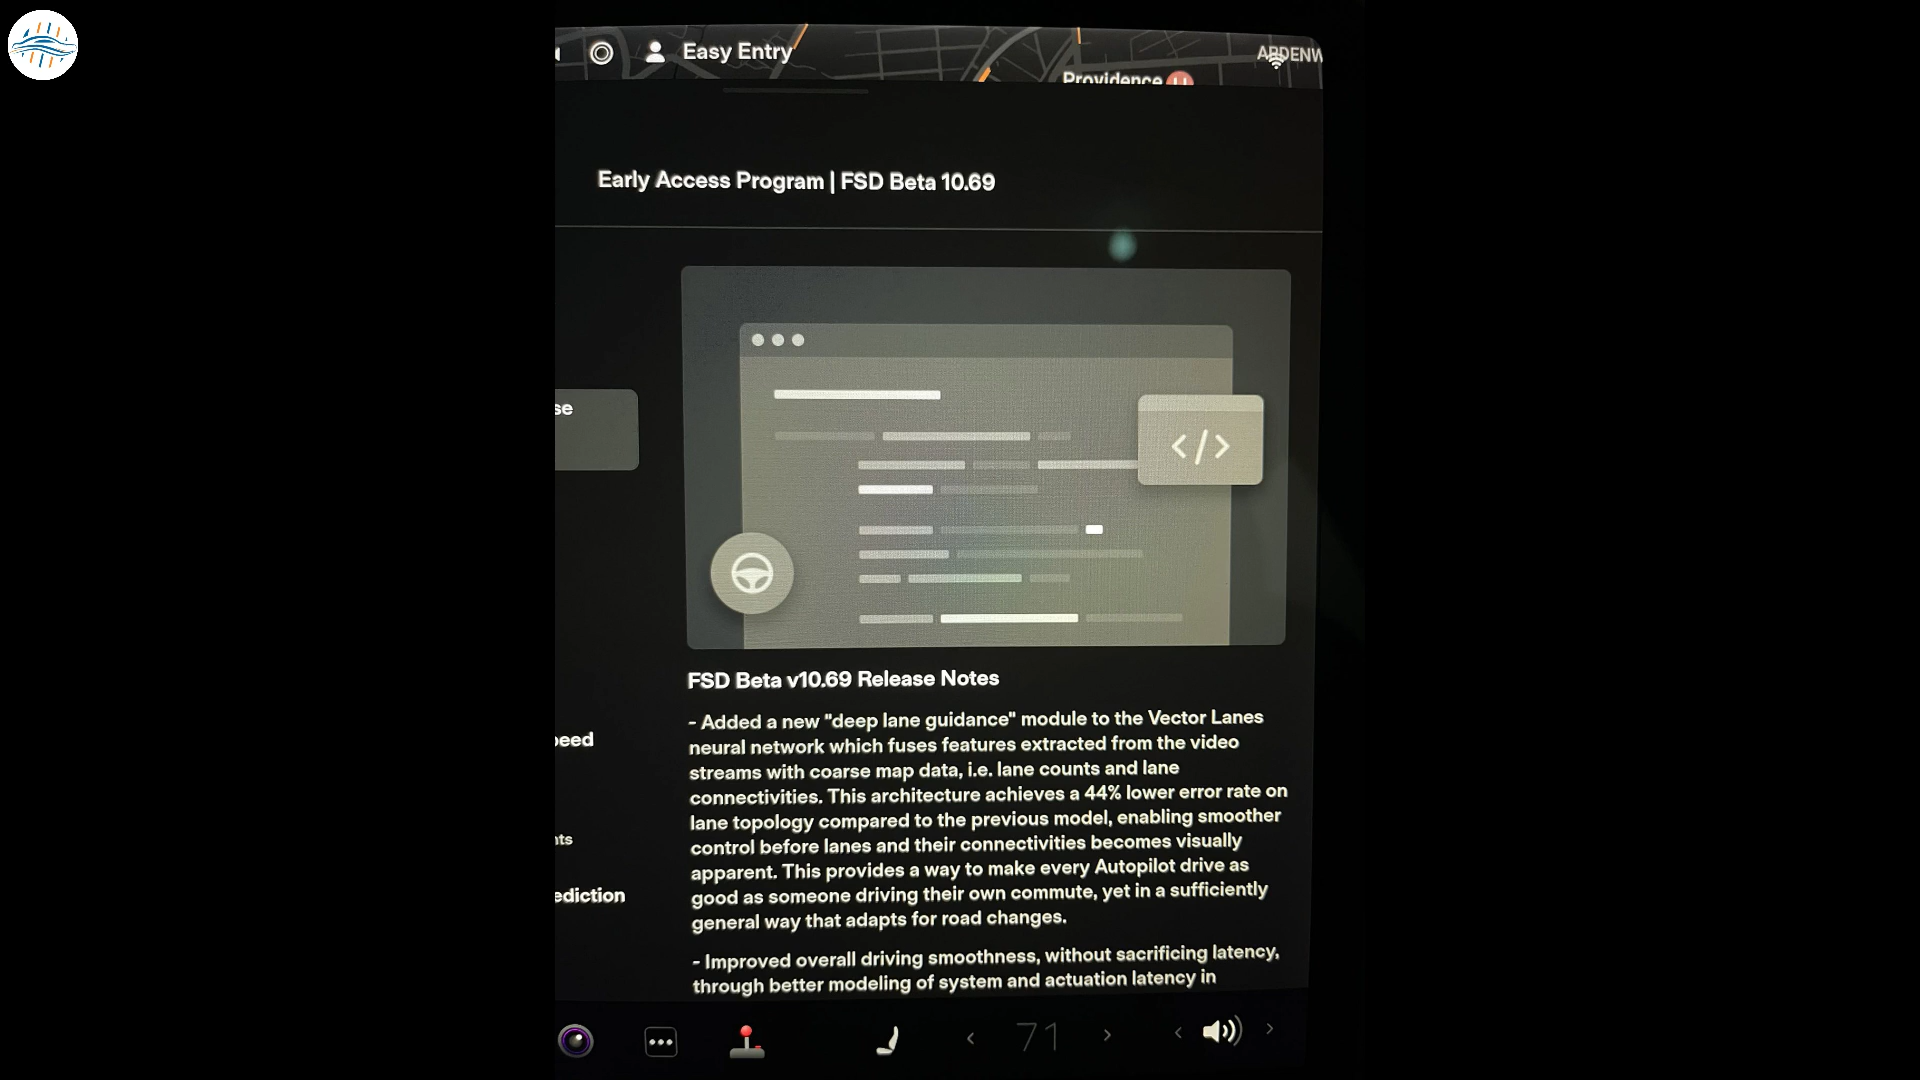 Easy Entry
Providence
Early Access Program | FSD Beta 10.69
se
</>
FSD Beta v10.69 Release Notes
- Added a new "deep lane guidance" module to the Vector Lanes
neural network which fuses features extracted from the video
streams with coarse map data, i.e. lane counts and lane
connectivities. This architecture achieves a 44% lower error rate on
lane topology compared to the previous model, enabling smoother
control before lanes and their connectivities becomes visually
apparent. This provides a way to make every Autopilot drive as
good as someone driving their own commute, yet in a sufficiently
general way that adapts for road changes.
- Improved overall driving smoothness, without sacrificing latency,
through better modeling of system and actuation latency in
eed
nts
ediction
71